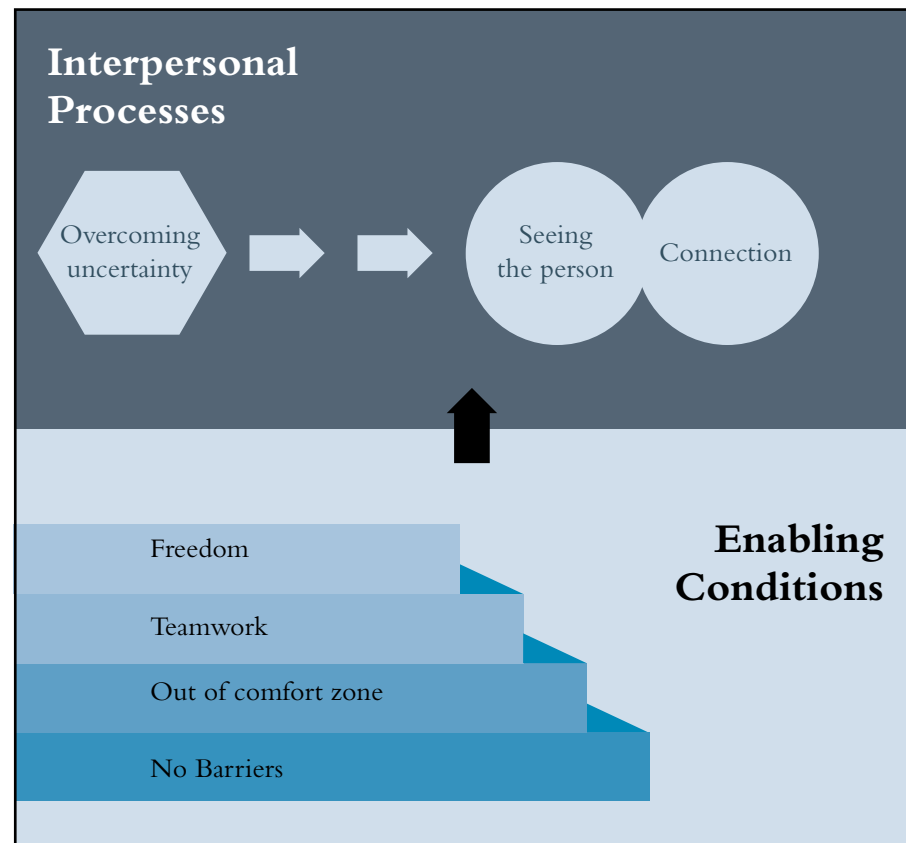 Interpersonal
Processes
Overcoming
uncertainty
Seeing
the person
Connection
Enabling
Conditions
Freedom
Teamwork
Out of comfort zone
No Barriers